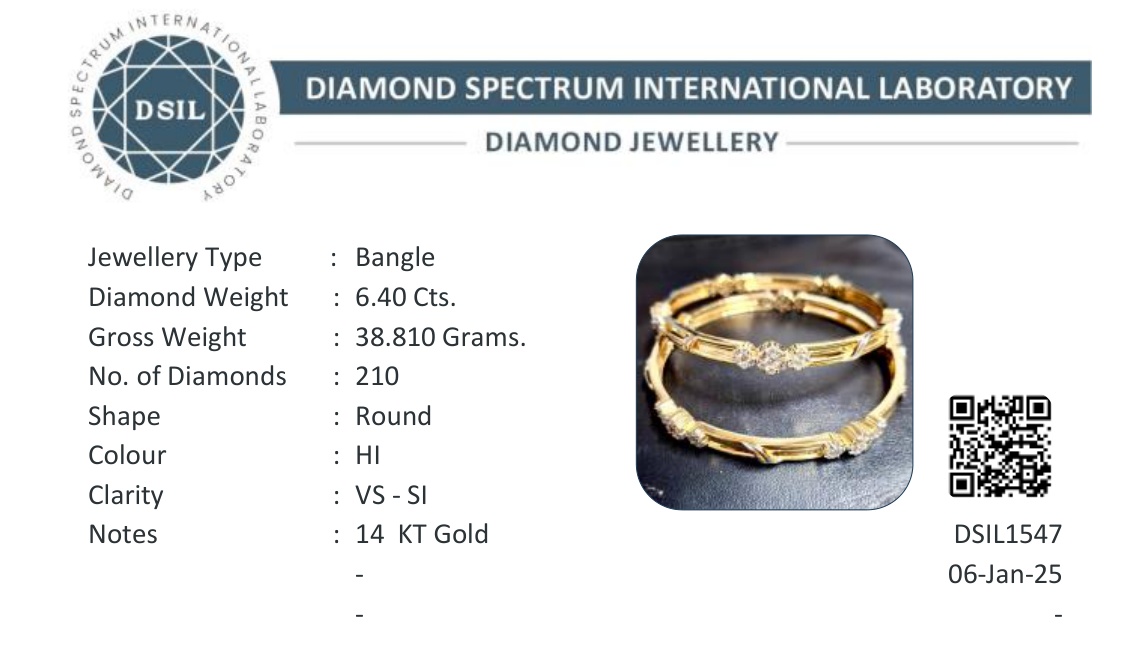 DIAMOND SPECTRUM INTERNATIONAL LABORATORY
DSIL
DIAMOND SPECTRUM INTERNATIONAL LABORATORY
DIAMOND JEWELLERY
Jewellery Type : Bangle
Diamond Weight : 6.40 Cts.
Gross Weight : 38.810 Grams.
No. of Diamonds : 210
Shape : Round
Colour : HI
Clarity : VS - SI
Notes : 14 KT Gold
DSIL1547
-
06-Jan-25
-
-